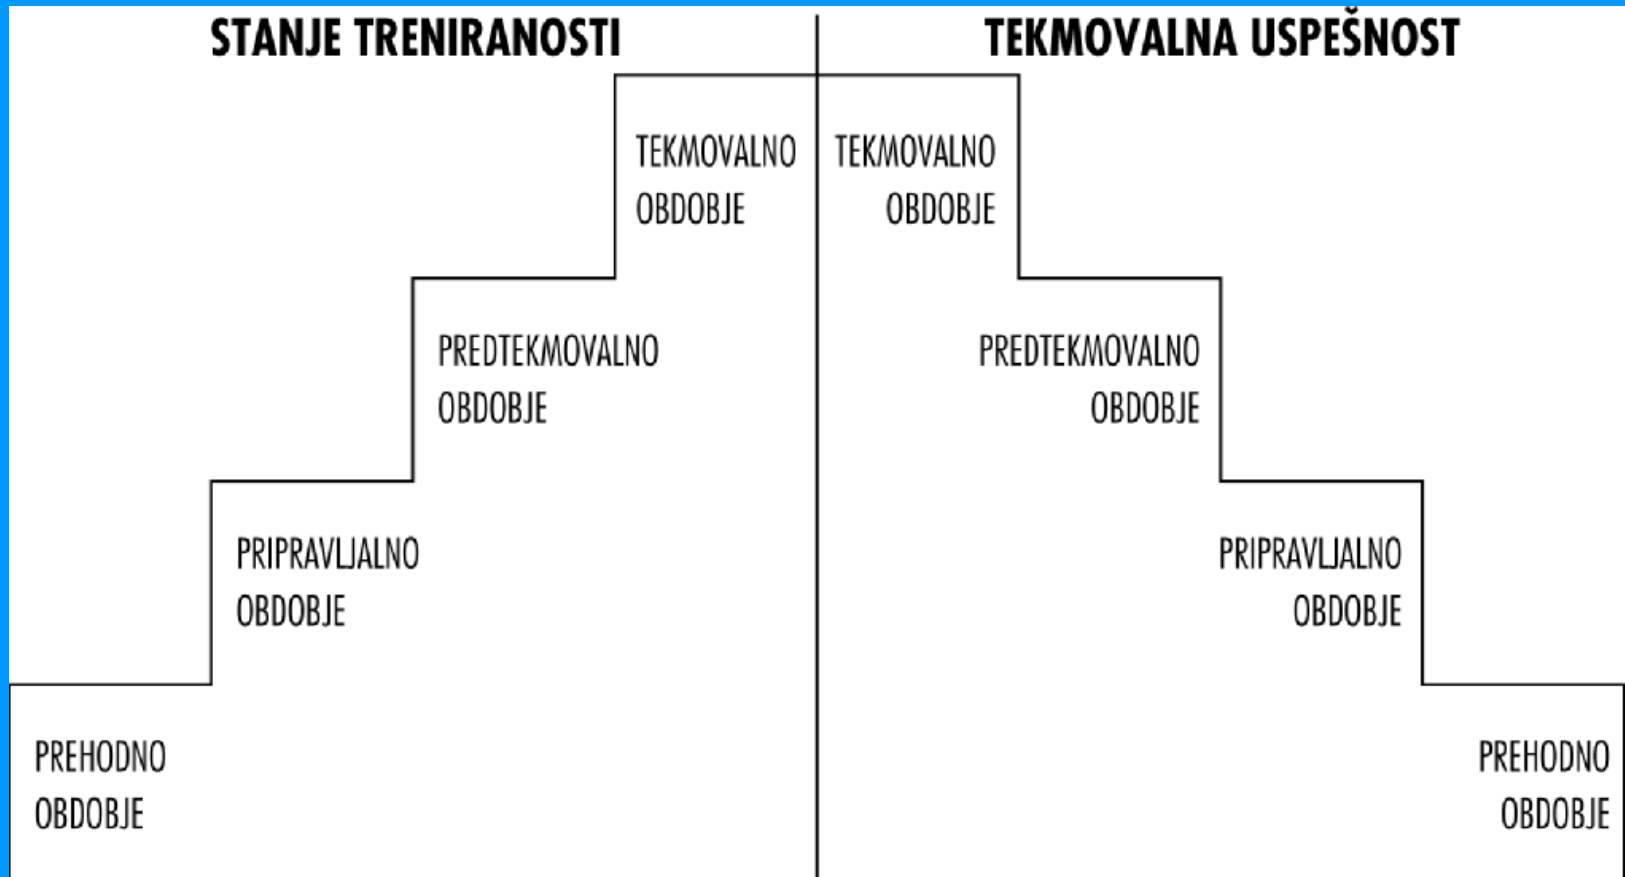 STANJE TRENIRANOSTI
TEKMOVALNA USPEŠNOST
TEKMOVALNO
OBDOBJE
TEKMOVALNO
OBDOBJE
PREDTEKMOVALNO
OBDOBJE
PREDTEKMOVALNO
OBDOBJE
PRIPRAVLJALNO
OBDOBJE
PRIPRAVLJALNO
OBDOBJE
PREHODNO
OBDOBJE
PREHODNO
OBDOBJE